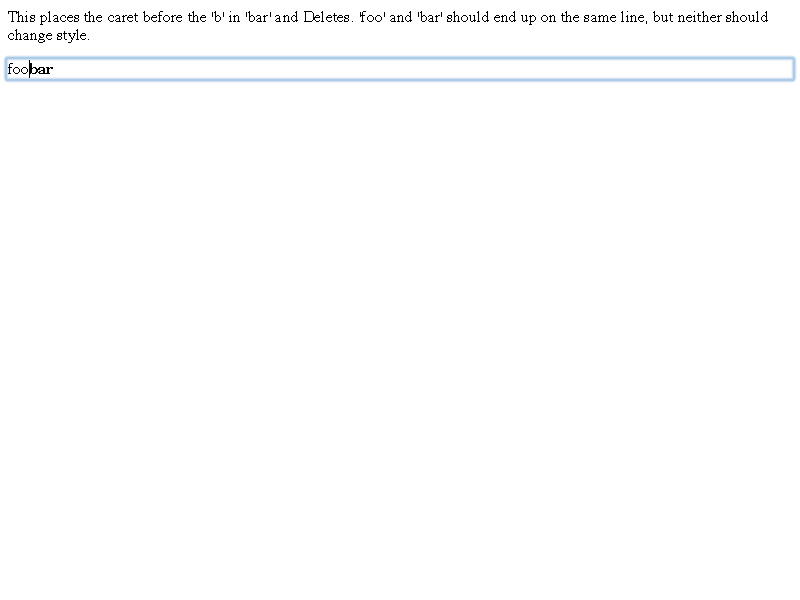 This places the caret before the 'b' in 'bar' and Deletes. 'foo' and 'bar' should end up on the same line, but neither should
change style.
foobar